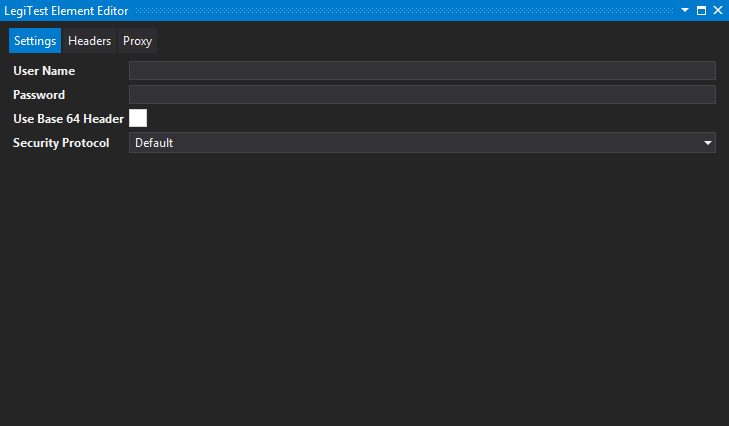 LegiTest Element Editor
Settings Headers Proxy
User Name
Password
Use Base 64 Header
Security Protocol Default